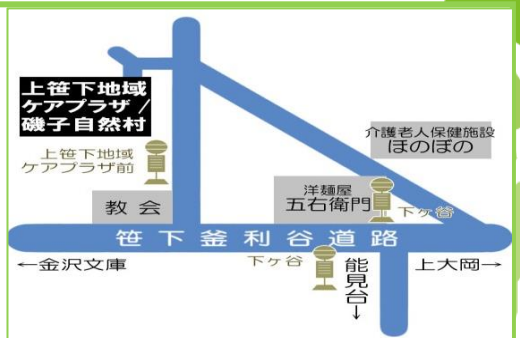 上笹下地域
ケアプラザ/
磯子自然村
上笹下地域
ケアプラザ前
介護老人保健施設
ほのぼの
教会
洋麺屋
五右衛門
下ヶ谷
笹下釜利谷道路
←金沢文庫
下ヶ谷
能見台→
上大岡→